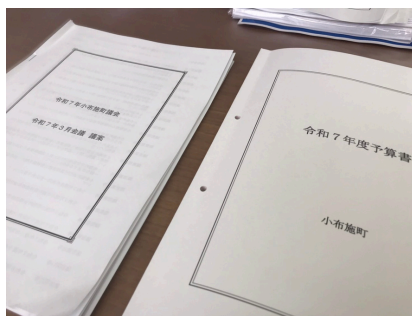 令和７年小布施町議会
令和７年３月会議 議案
令和７年度予算書
小布施町